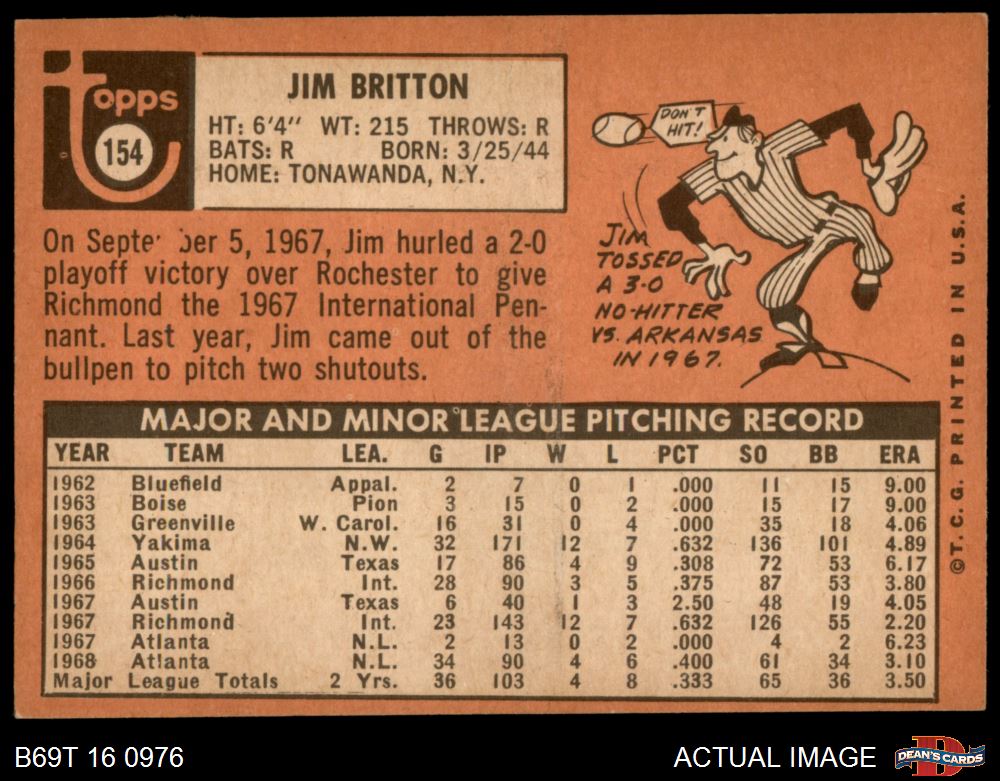 topps
154
JIM BRITTON
HT: 6'4" WT: 215 THROWS: R
BATS: R BORN: 3/25/44
HOME: TONAWANDA, N.Y.
On Septe  ber 5, 1967, Jim hurled a 2-0
playoff victory over Rochester to give
Richmond the 1967 International Pen-
nant. Last year, Jim came out of the
bullpen to pitch two shutouts.
DON'T
HIT!
JIM
TOSSED
A 3-0
NO-HITTER
VS. ARKANSAS
IN 1967.
MAJOR AND MINOR LEAGUE PITCHING RECORD
YEAR TEAM LEA. G IP W L PCT SO BB ERA
1962 Bluefield Appal. 2 7 0 1 .000 11 15 9.00
1963 Boise Pion 3 15 0 2 .000 15 17 9.00
1963 Greenville W. Carol. 16 31 0 4 .000 35 18 4.06
1964 Yakima N.W. 32 171 12 7 .632 136 101 4.89
1965 Austin Texas 17 86 4 9 .308 72 53 6.17
1966 Richmond Int. 28 90 3 5 .375 87 53 3.80
1967 Austin Texas 6 40 1 3 2.50 48 19 4.05
1967 Richmond Int. 23 143 12 7 .632 126 55 2.20
1967 Atlanta N.L. 2 13 0 2 .000 4 2 6.23
1968 Atlanta N.L. 34 90 4 6 .400 61 34 3.10
Major League Totals 2 Yrs. 36 103 4 8 .333 65 36 3.50
©T. C. G. PRINTED IN U.S.A.
B69T 16 0976
ACTUAL IMAGE
D
DEAN'S CARDS